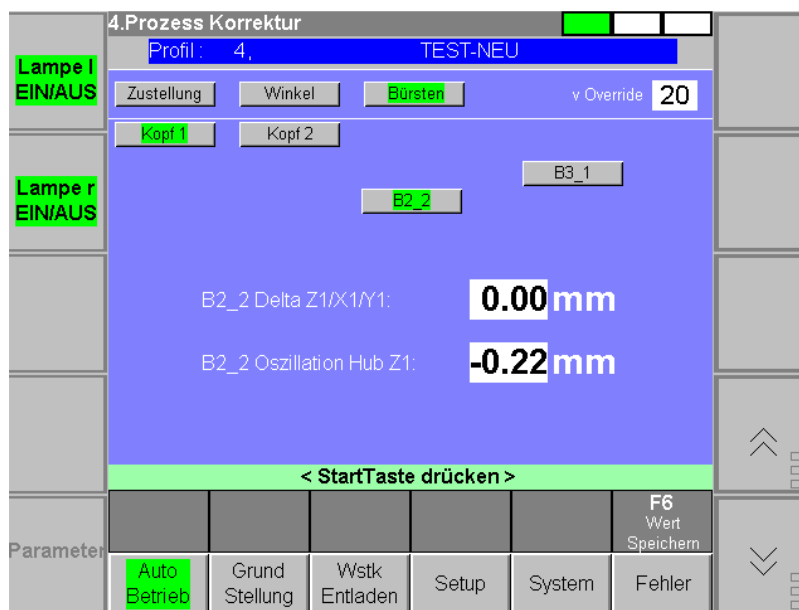 4.Prozess Korrektur
Profil : 4, TEST-NEU
Lampe l
EIN/AUS
Zustellung Winkel Bürsten v Override 20
Kopf 1 Kopf 2
B3_1
Lampe r
EIN/AUS
B2_2
B2_2 Delta Z1/X1/Y1: 0.00 mm
B2_2 Oszillation Hub Z1: -0.22 mm
< StartTaste drücken >
F6
Wert
Speichern
Parameter
Auto
Betrieb
Grund
Stellung
Wstk
Entladen
Setup
System
Fehler